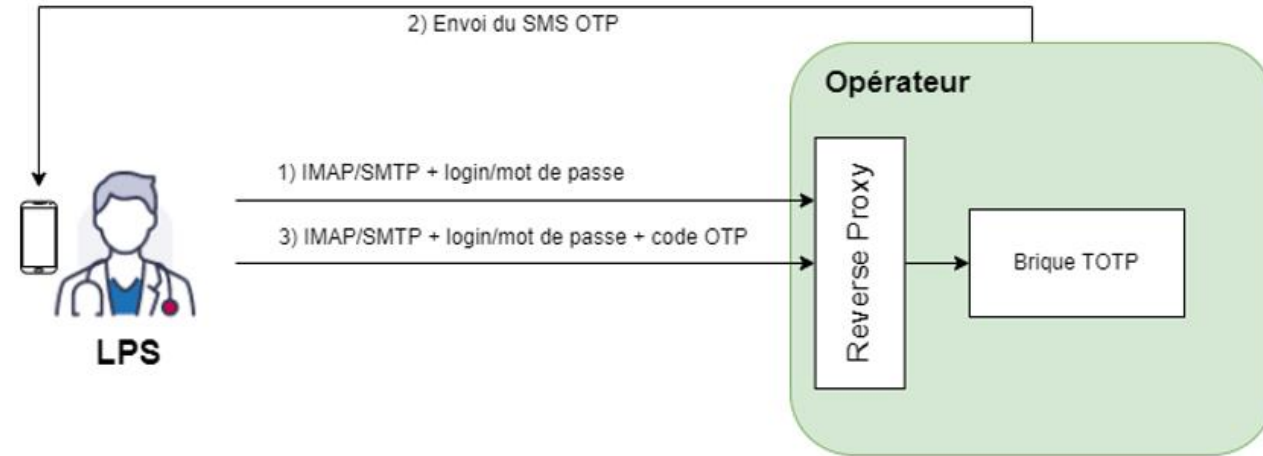 2) Envoi du SMS OTP
Opérateur
1) IMAP/SMTP + login/mot de passe
3) IMAP/SMTP + login/mot de passe + code OTP
Reverse Proxy
Brique TOTP
LPS